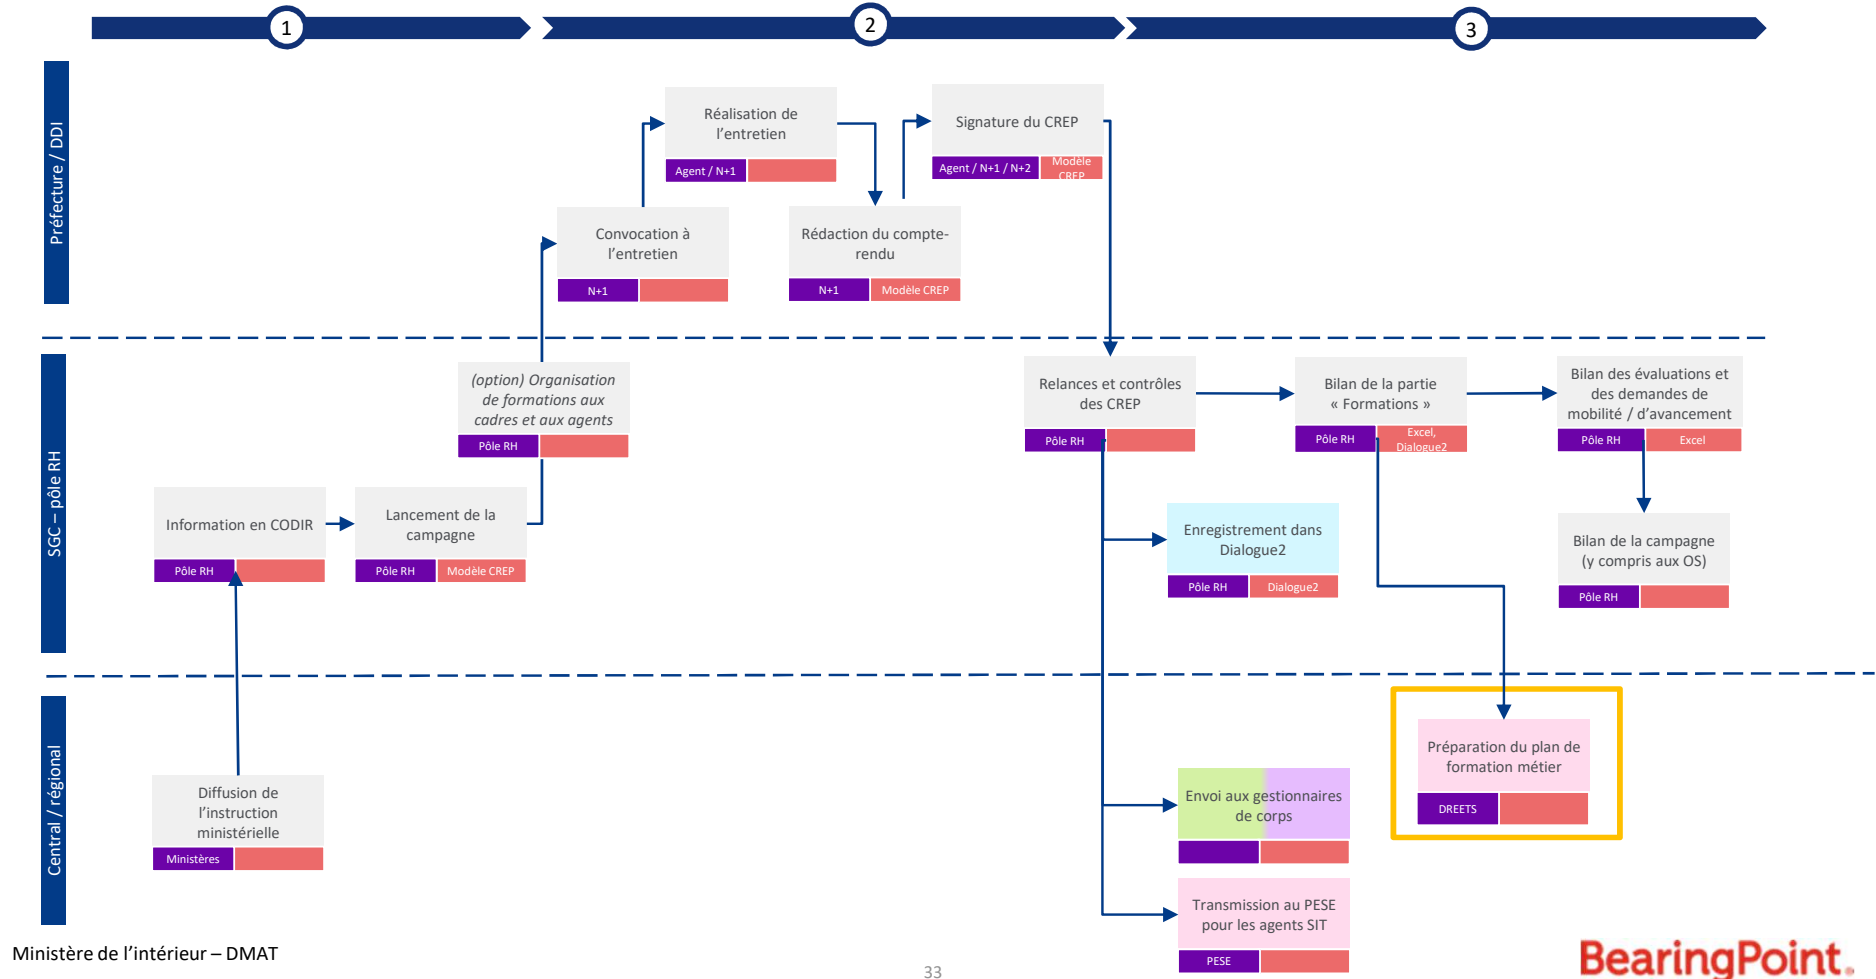 1
2
3
Préfecture / DDI
Réalisation de
l'entretien
Agent / N+1
Signature du CREP
Agent / N+1 / N+2
Modèle
CREP
Convocation à
l'entretien
N+1
Rédaction du compte-
rendu
N+1
Modèle CREP
SGC – pôle RH
(option) Organisation
de formations aux
cadres et aux agents
Pôle RH
Relances et contrôles
des CREP
Pôle RH
Bilan de la partie
« Formations »
Pôle RH
Excel,
Dialogue2
Bilan des évaluations et
des demandes de
mobilité / d'avancement
Pôle RH
Excel
Information en CODIR
Pôle RH
Lancement de la
campagne
Pôle RH
Modèle CREP
Enregistrement dans
Dialogue2
Pôle RH
Dialogue2
Bilan de la campagne
(y compris aux OS)
Pôle RH
Central / régional
Diffusion de
l'instruction
ministérielle
Ministères
Envoi aux gestionnaires
de corps
Préparation du plan de
formation métier
DREETS
Transmission au PESE
pour les agents SIT
PESE
Ministère de l'intérieur – DMAT
33
BearingPoint.